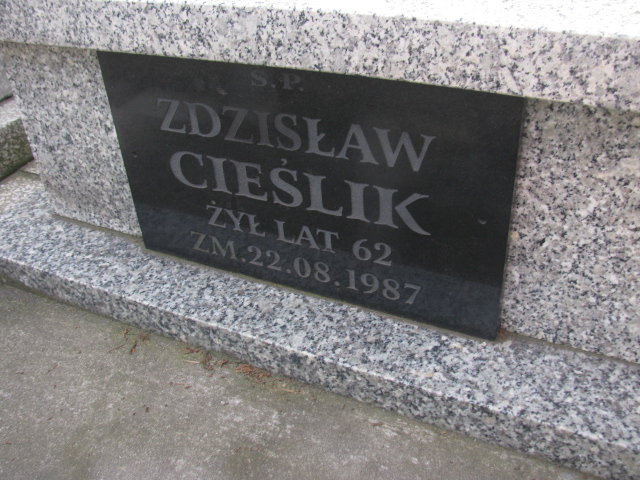 Ś.P.
ZDZISŁAW
CIEŚLIK
ŻYŁ LAT 62
ZM. 22.08.1987